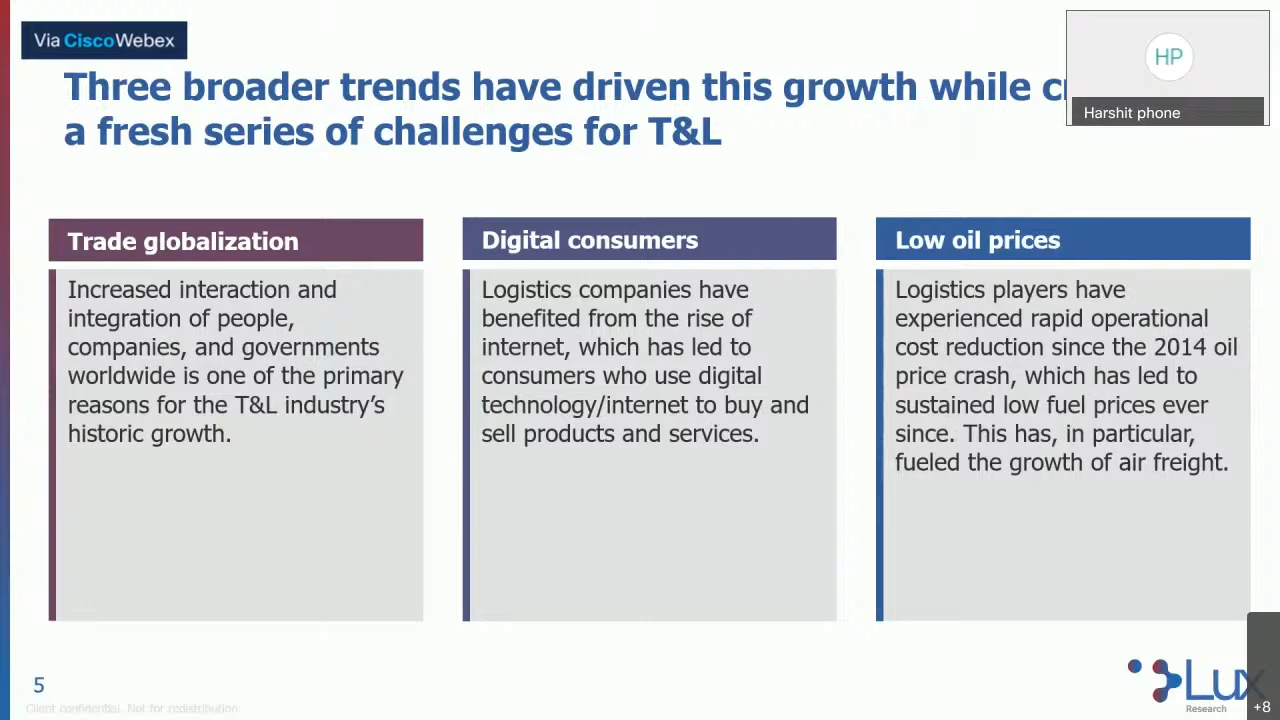 Via CiscoWebex
HP
Harshit phone
Three broader trends have driven this growth while
a fresh series of challenges for T&L
Trade globalization
Increased interaction and
integration of people,
companies, and governments
worldwide is one of the primary
reasons for the T&L industry's
historic growth.
Digital consumers
Logistics companies have
benefited from the rise of
internet, which has led to
consumers who use digital
technology/internet to buy and
sell products and services.
Low oil prices
Logistics players have
experienced rapid operational
cost reduction since the 2014 oil
price crash, which has led to
sustained low fuel prices ever
since. This has, in particular,
fueled the growth of air freight.
5
Client confidential. Not for redistribution.
Lux
Research
+8